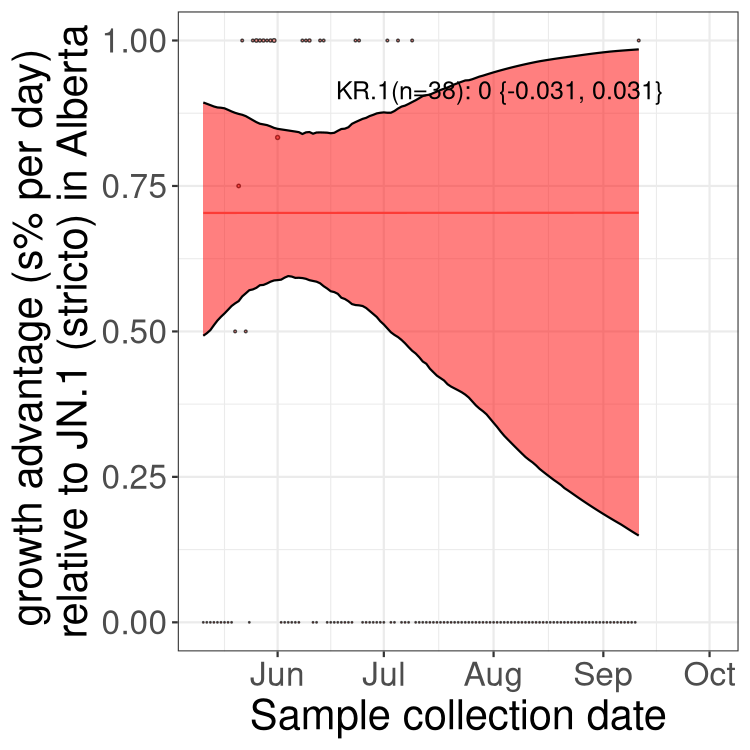 growth advantage (s% per day)
relative to JN.1 (stricto) in Alberta
1.00
0.75
0.50
0.25
0.00
KR.1(n=38): 0 {-0.031, 0.031}
Jun Jul Aug Sep Oct
Sample collection date